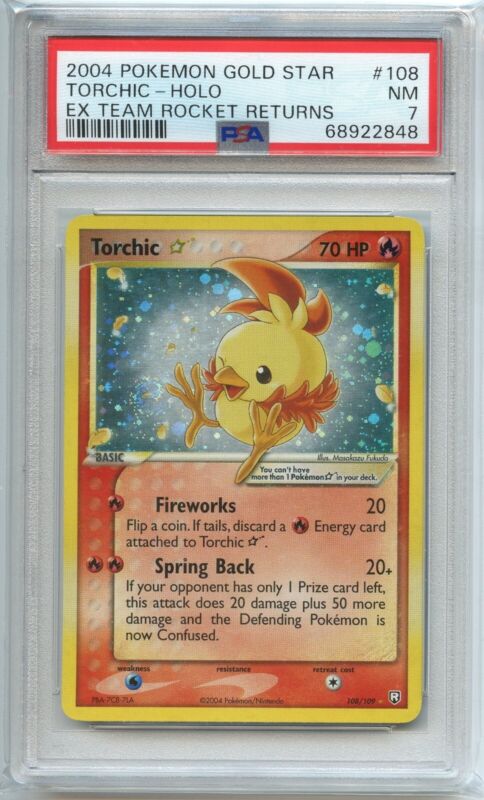 2004 POKEMON GOLD STAR #108
TORCHIC - HOLO NM
EX TEAM ROCKET RETURNS 7
PSA 68922848
Torchic ☆ 70 HP
BASIC
Illus. Masakazu Fukuda
You can't have
more than 1 Pokémon☆ in your deck.
Fireworks 20
Flip a coin. If tails, discard a Energy card
attached to Torchic ☆.
Spring Back 20+
If your opponent has only 1 Prize card left,
this attack does 20 damage plus 50 more
damage and the Defending Pokémon is
now Confused.
weakness resistance retreat cost
PBA-7CB-7LA ©2004 Pokémon/Nintendo 108/109 R